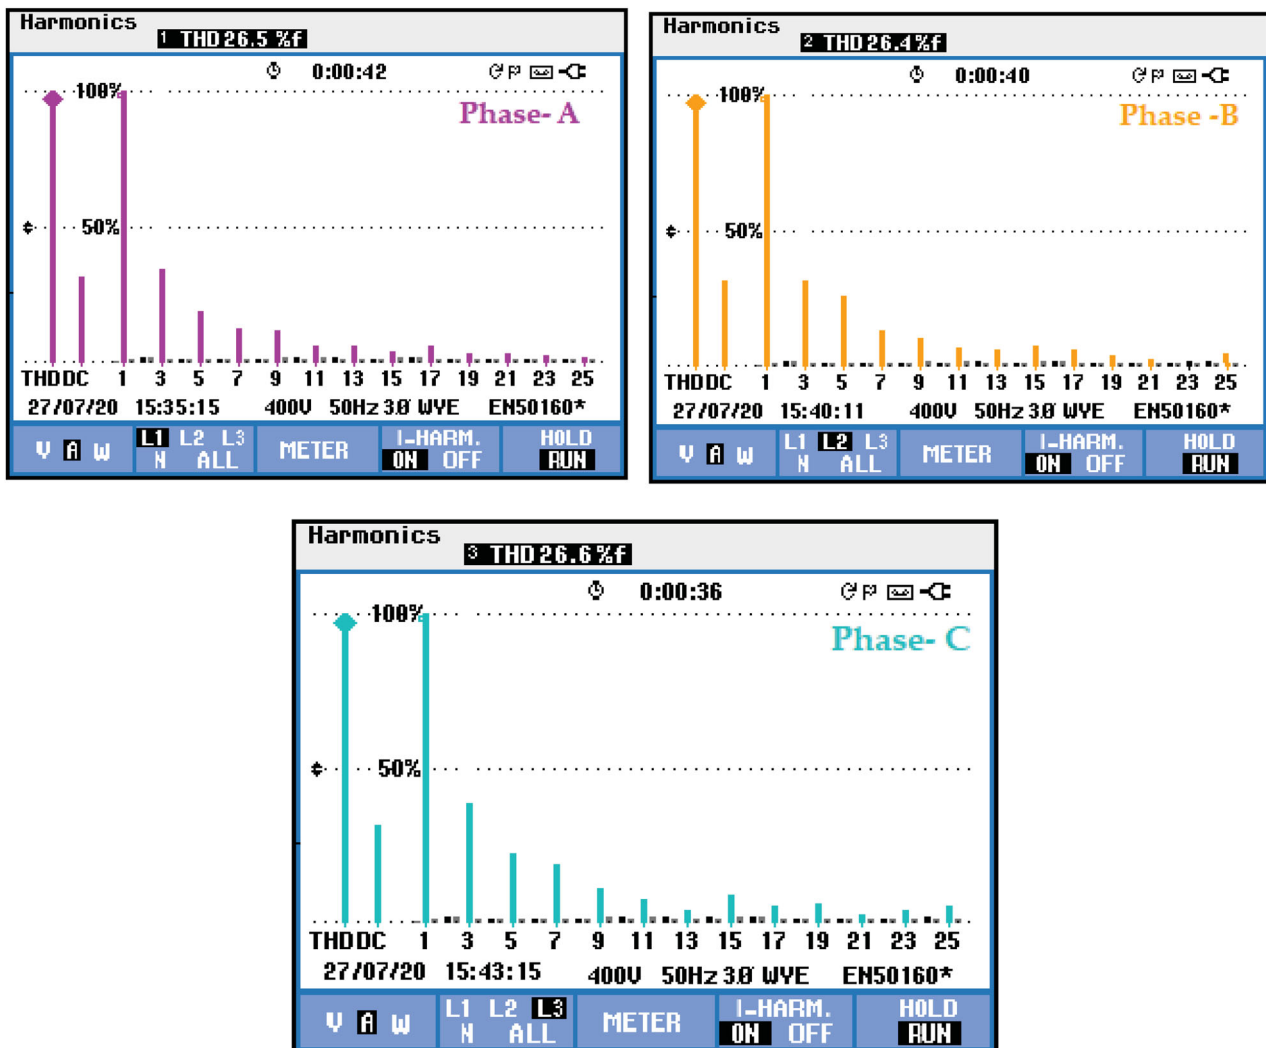 Harmonics
1 THD 26.5 %f
0:00:42
100%
Phase- A
50%
THD DC 1 3 5 7 9 11 13 15 17 19 21 23 25
27/07/20 15:35:15 400V 50Hz 3Ø WYE EN50160*
V A W L1 L2 L3 N ALL METER I-HARM. ON OFF HOLD RUN
Harmonics
2 THD 26.4 %f
0:00:40
100%
Phase -B
50%
THD DC 1 3 5 7 9 11 13 15 17 19 21 23 25
27/07/20 15:40:11 400V 50Hz 3Ø WYE EN50160*
V A W L1 L2 L3 N ALL METER I-HARM. ON OFF HOLD RUN
Harmonics
3 THD 26.6 %f
0:00:36
100%
Phase- C
50%
THD DC 1 3 5 7 9 11 13 15 17 19 21 23 25
27/07/20 15:43:15 400V 50Hz 3Ø WYE EN50160*
V A W L1 L2 L3 N ALL METER I-HARM. ON OFF HOLD RUN